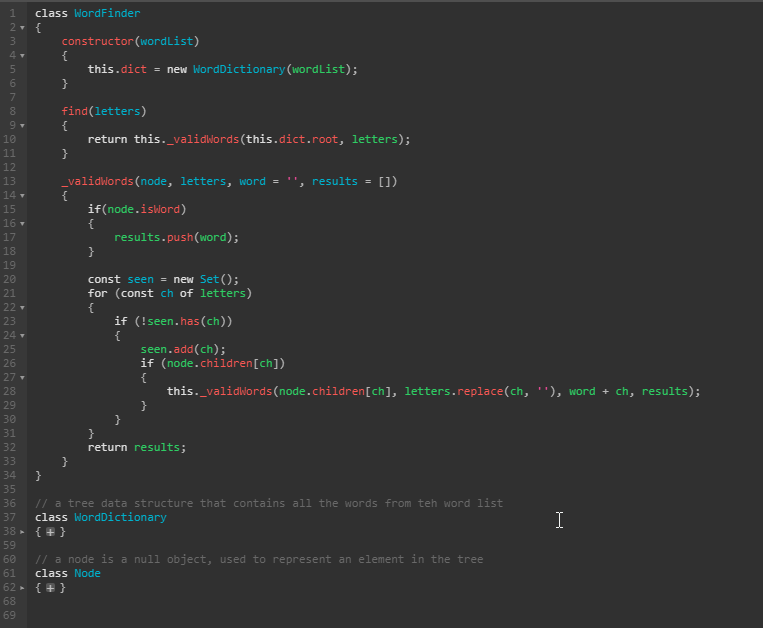 1 class WordFinder
2 {
3     constructor(wordList)
4     {
5         this.dict = new WordDictionary(wordList);
6     }
7
8     find(letters)
9     {
10         return this._validWords(this.dict.root, letters);
11     }
12
13     _validWords(node, letters, word = '', results = [])
14     {
15         if(node.isWord)
16         {
17             results.push(word);
18         }
19
20         const seen = new Set();
21         for (const ch of letters)
22         {
23             if (!seen.has(ch))
24             {
25                 seen.add(ch);
26                 if (node.children[ch])
27                 {
28                     this._validWords(node.children[ch], letters.replace(ch, ''), word + ch, results);
29                 }
30             }
31         }
32         return results;
33     }
34 }
35
36 // a tree data structure that contains all the words from teh word list
37 class WordDictionary
38 { + }
59
60 // a node is a null object, used to represent an element in the tree
61 class Node
62 { + }
68
69